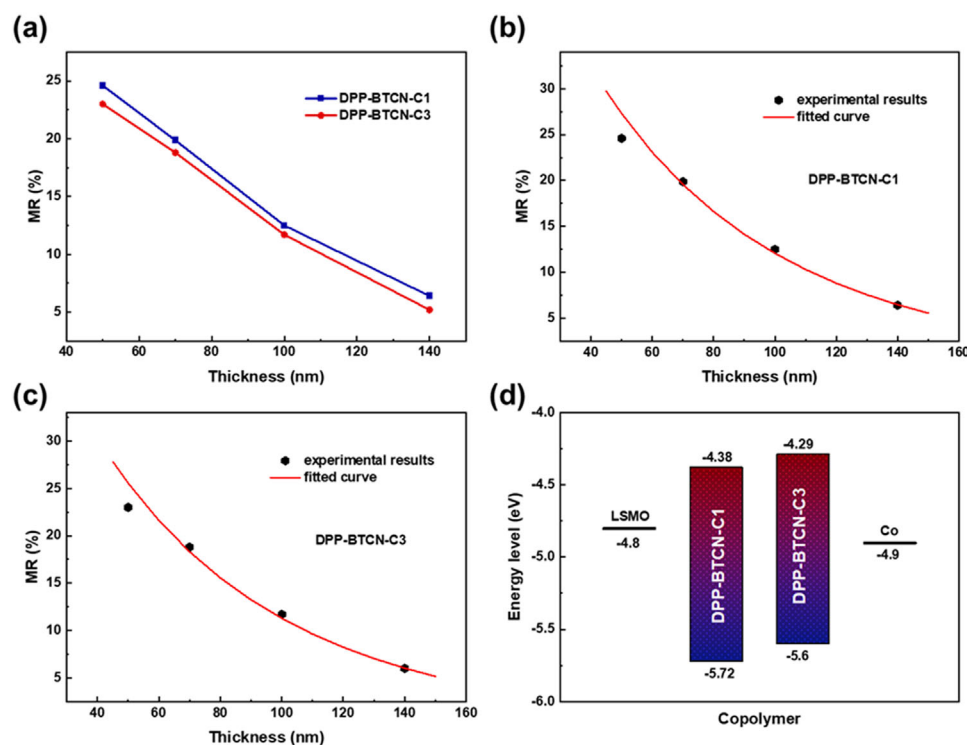 (a)
25
20
15
10
5
MR (%)
DPP-BTCN-C1
DPP-BTCN-C3
40 60 80 100 120 140
Thickness (nm)
(b)
30
25
20
15
10
5
MR (%)
experimental results
fitted curve
DPP-BTCN-C1
40 60 80 100 120 140 160
Thickness (nm)
(c)
30
25
20
15
10
5
MR (%)
experimental results
fitted curve
DPP-BTCN-C3
40 60 80 100 120 140 160
Thickness (nm)
(d)
-4.0
-4.5
-5.0
-5.5
-6.0
Energy level (eV)
LSMO
-4.8
-4.38
DPP-BTCN-C1
-5.72
-4.29
DPP-BTCN-C3
-5.6
Co
-4.9
Copolymer